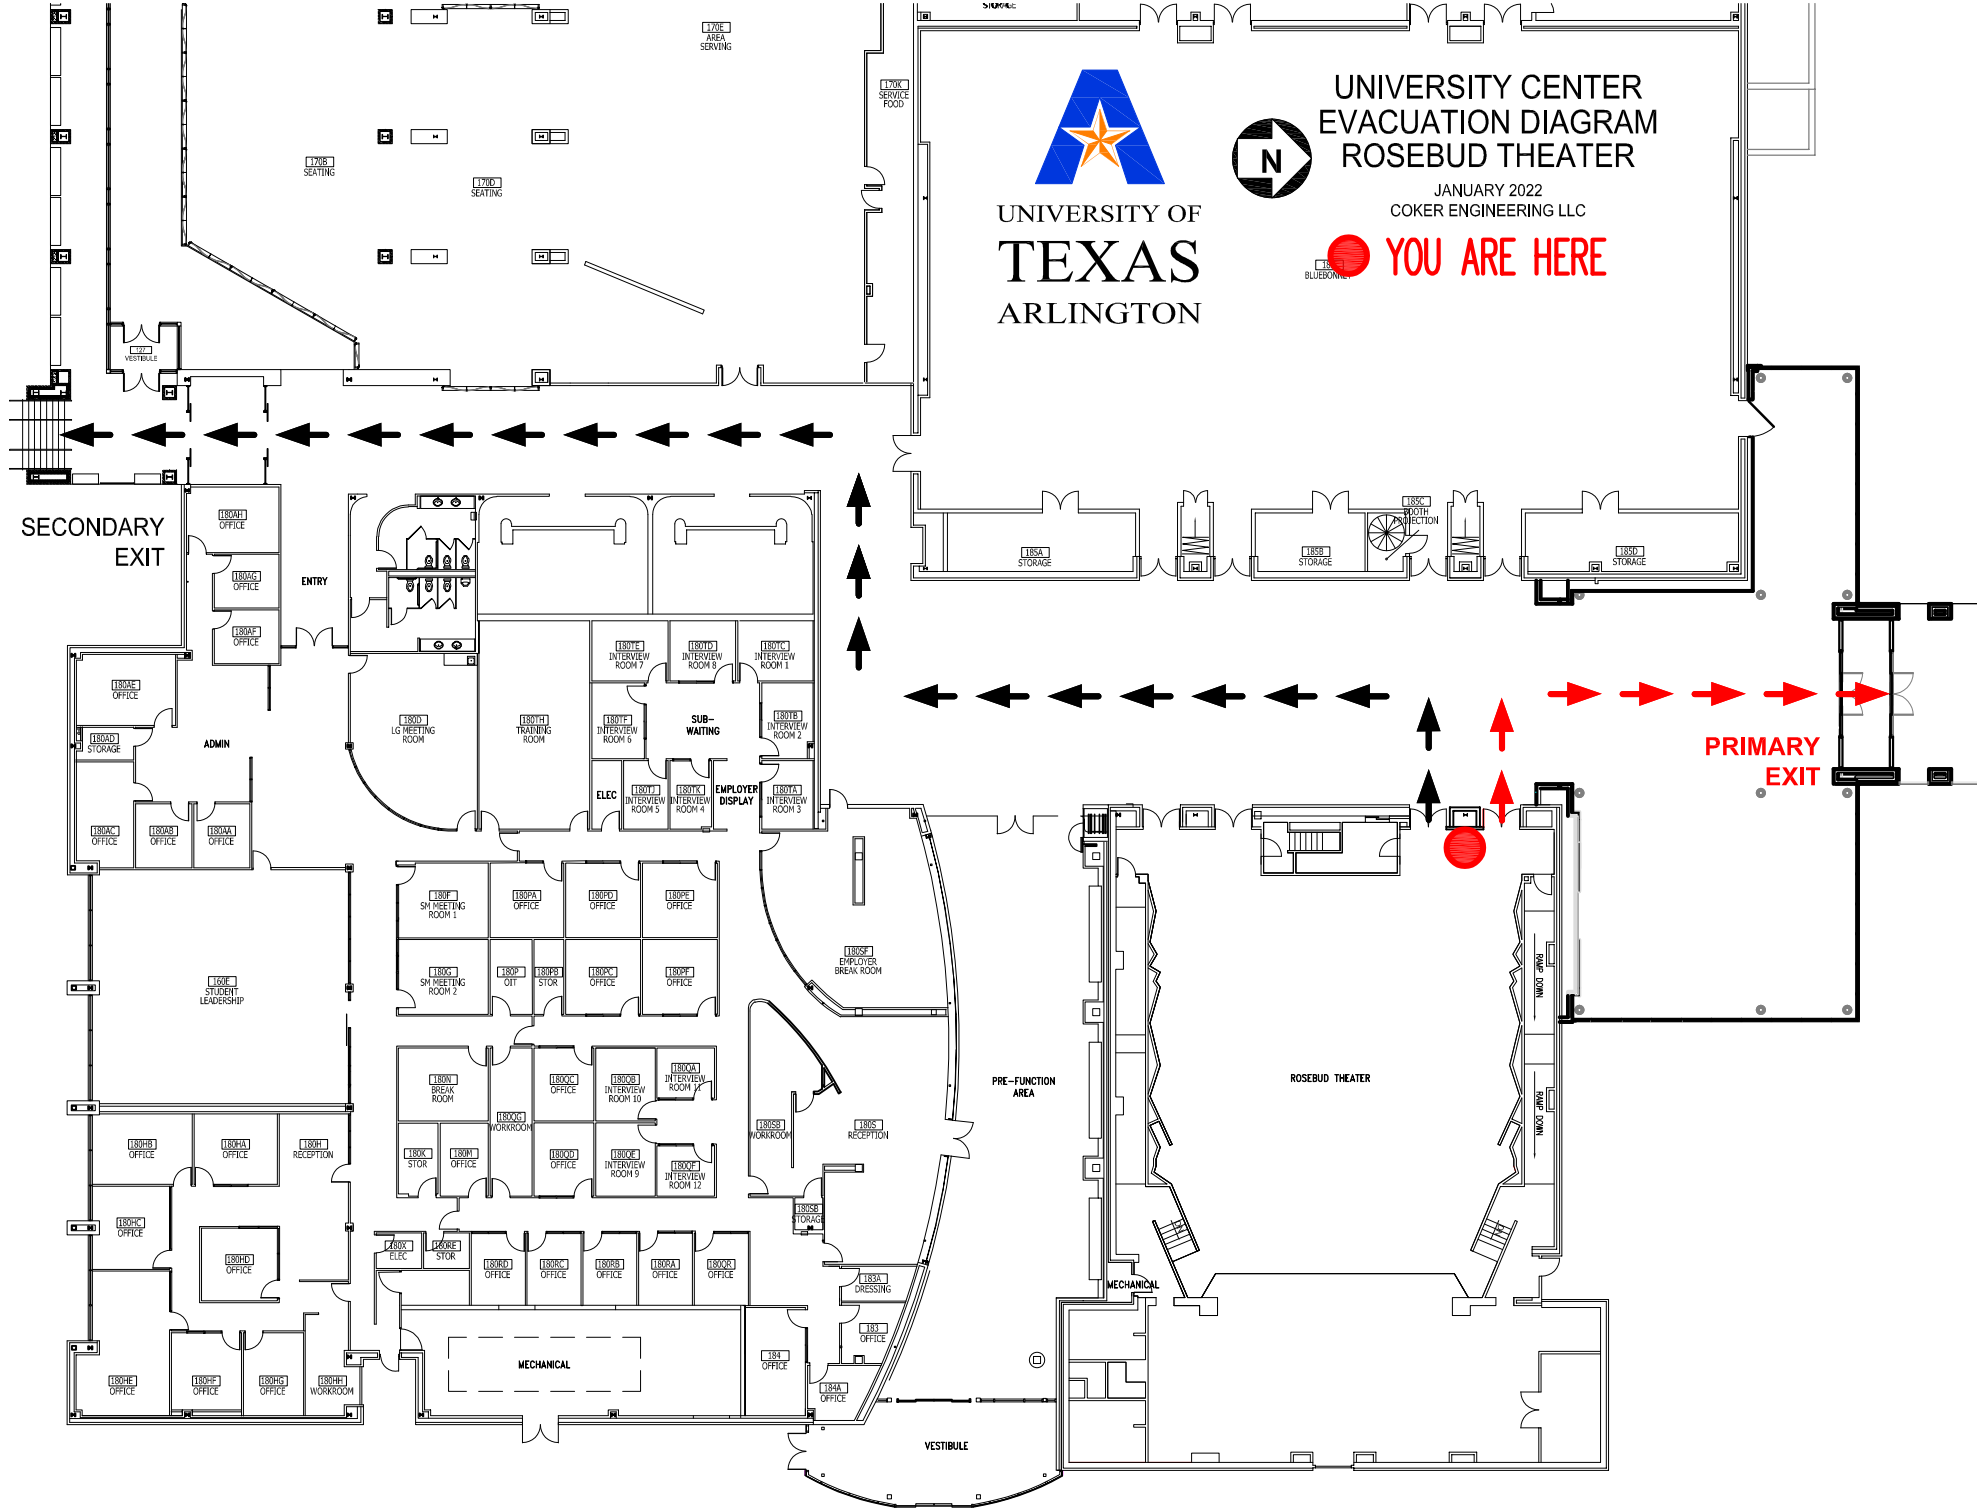 STORAGE
170E
AREA
SERVING
170K
SERVICE
FOOD
170B
SEATING
170D
SEATING
127
VESTIBULE
UNIVERSITY OF
TEXAS
ARLINGTON
N
UNIVERSITY CENTER
EVACUATION DIAGRAM
ROSEBUD THEATER
JANUARY 2022
COKER ENGINEERING LLC
YOU ARE HERE
SECONDARY
EXIT
180AH
OFFICE
180AG
OFFICE
180AF
OFFICE
ENTRY
185A
STORAGE
185B
STORAGE
185C
BOOTH
PROJECTION
185D
STORAGE
180AE
OFFICE
180AD
STORAGE
ADMIN
180AC
OFFICE
180AB
OFFICE
180AA
OFFICE
180D
LG MEETING
ROOM
180TH
TRAINING
ROOM
180TE
INTERVIEW
ROOM 7
180TD
INTERVIEW
ROOM 8
180TC
INTERVIEW
ROOM 1
180TF
INTERVIEW
ROOM 6
SUB-
WAITING
180TB
INTERVIEW
ROOM 2
ELEC
180TJ
INTERVIEW
ROOM 5
180TK
INTERVIEW
ROOM 4
EMPLOYER
DISPLAY
180TA
INTERVIEW
ROOM 3
PRIMARY
EXIT
180F
SM MEETING
ROOM 1
180PA
OFFICE
180PD
OFFICE
180PE
OFFICE
180G
SM MEETING
ROOM 2
180P
OIT
180PB
STOR
180PC
OFFICE
180PF
OFFICE
180SF
EMPLOYER
BREAK ROOM
160E
STUDENT
LEADERSHIP
RAMP DOWN
RAMP DOWN
180N
BREAK
ROOM
180QG
WORKROOM
180QC
OFFICE
180QB
INTERVIEW
ROOM 10
180QA
INTERVIEW
ROOM 11
PRE-FUNCTION
AREA
ROSEBUD THEATER
180HB
OFFICE
180HA
OFFICE
180H
RECEPTION
180K
STOR
180M
OFFICE
180QD
OFFICE
180QE
INTERVIEW
ROOM 9
180QF
INTERVIEW
ROOM 12
180SB
WORKROOM
180S
RECEPTION
180SB
STORAGE
180HC
OFFICE
180HD
OFFICE
180X
ELEC
180RE
STOR
180RD
OFFICE
180RC
OFFICE
180RB
OFFICE
180RA
OFFICE
180QR
OFFICE
183A
DRESSING
MECHANICAL
183
OFFICE
180HE
OFFICE
180HF
OFFICE
180HG
OFFICE
180HH
WORKROOM
MECHANICAL
184
OFFICE
184A
OFFICE
VESTIBULE